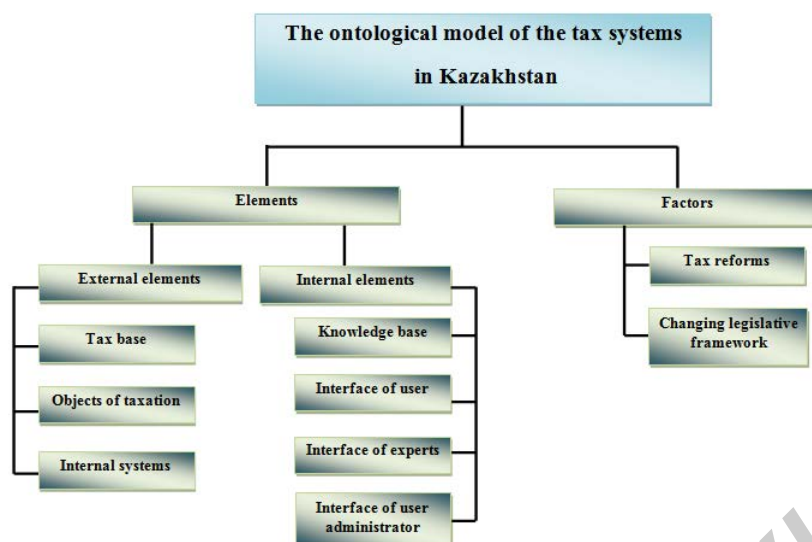 The ontological model of the tax systems
in Kazakhstan
Elements
Factors
External elements
Internal elements
Tax reforms
Tax base
Knowledge base
Changing legislative
framework
Objects of taxation
Interface of user
Internal systems
Interface of experts
Interface of user
administrator